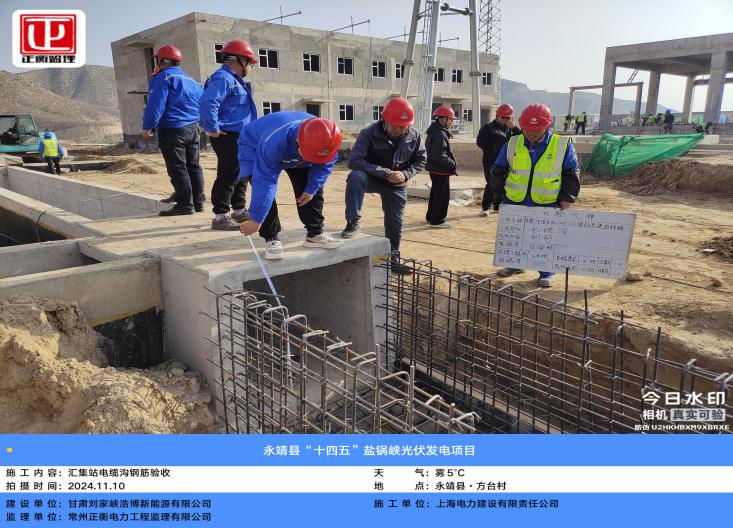 正衡监理
今日水印
相机 真实可验
防伪 U2HKHBXM9XBRXE
永靖县“十四五”盐锅峡光伏发电项目
施工内容：汇集站电缆沟钢筋验收
天 气：雾 5℃
拍摄时间：2024.11.10
地 点：永靖县·方台村
建设单位：甘肃刘家峡浩博新能源有限公司
施工单位：上海电力建设有限责任公司
监理单位：常州正衡电力工程监理有限公司